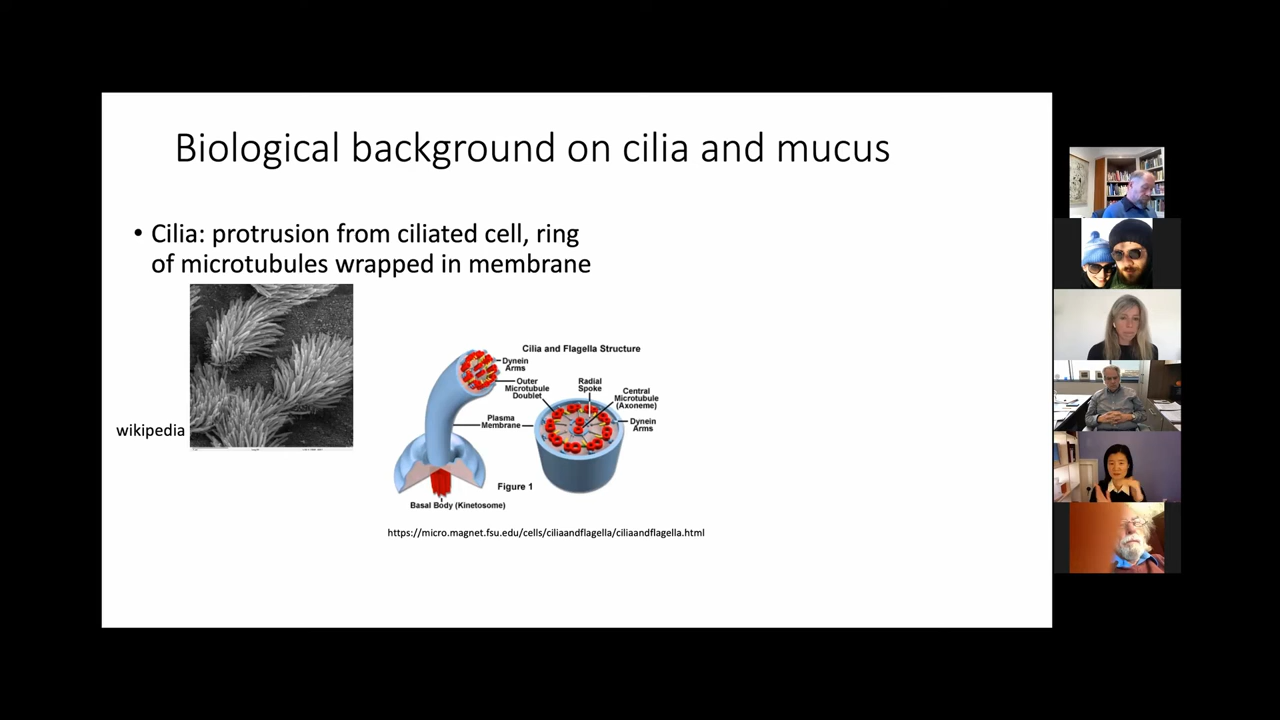 Biological background on cilia and mucus
• Cilia: protrusion from ciliated cell, ring
of microtubules wrapped in membrane
wikipedia
Cilia and Flagella Structure
Dynein
Arms
Outer
Microtubule
Doublet
Radial
Spoke
Central
Microtubule
(Axoneme)
Plasma
Membrane
Dynein
Arms
Figure 1
Basal Body (Kinetosome)
https://micro.magnet.fsu.edu/cells/ciliaandflagella/ciliaandflagella.html